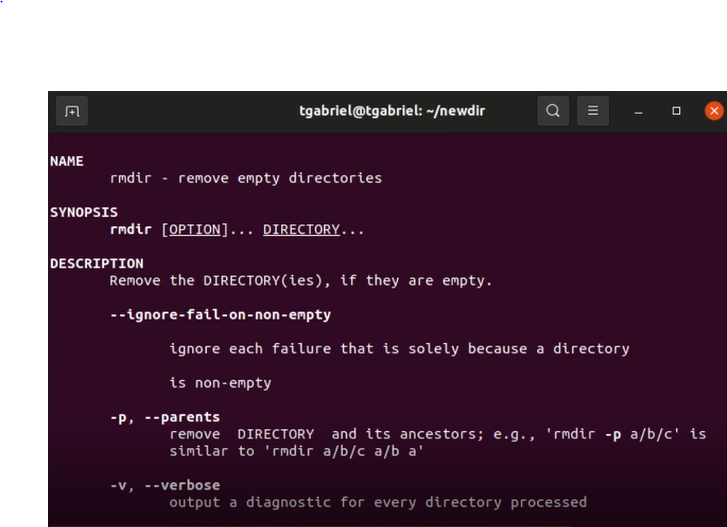 tgabriel@tgabriel: ~/newdir
NAME
rmdir - remove empty directories
SYNOPSIS
rmdir [OPTION]... DIRECTORY...
DESCRIPTION
Remove the DIRECTORY(ies), if they are empty.
--ignore-fail-on-non-empty
ignore each failure that is solely because a directory
is non-empty
-p, --parents
remove DIRECTORY and its ancestors; e.g., 'rmdir -p a/b/c' is
similar to 'rmdir a/b/c a/b a'
-v, --verbose
output a diagnostic for every directory processed